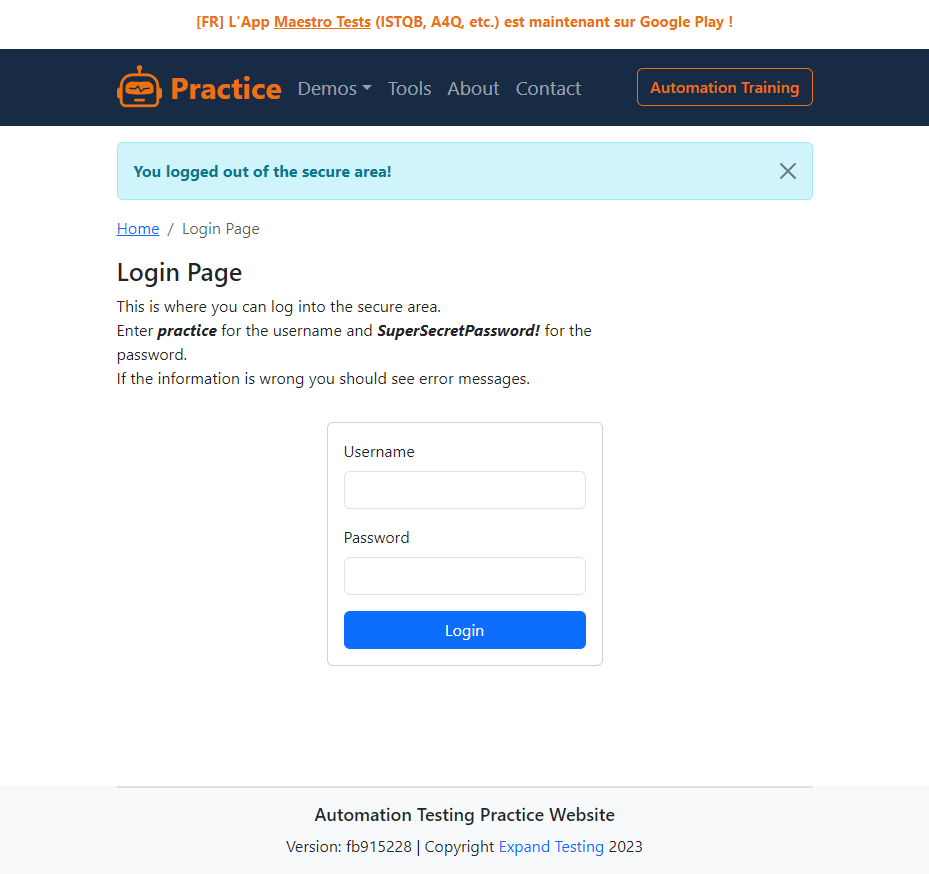 [FR] L'App Maestro Tests (ISTQB, A4Q, etc.) est maintenant sur Google Play !
Practice Demos Tools About Contact Automation Training
You logged out of the secure area!
Home / Login Page
Login Page
This is where you can log into the secure area.
Enter practice for the username and SuperSecretPassword! for the
password.
If the information is wrong you should see error messages.
Username
Password
Login
Automation Testing Practice Website
Version: fb915228 | Copyright Expand Testing 2023